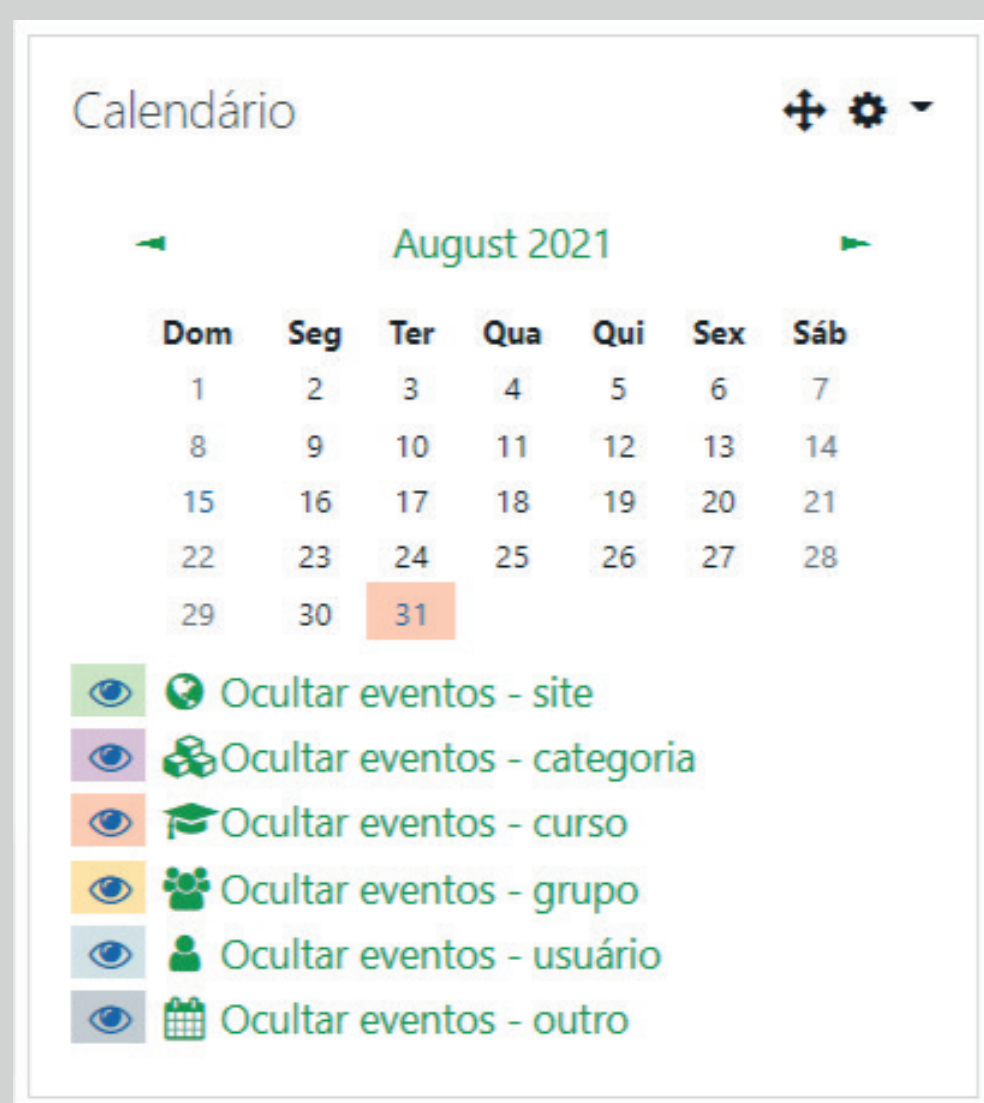 Calendário
August 2021
Dom Seg Ter Qua Qui Sex Sáb
1 2 3 4 5 6 7
8 9 10 11 12 13 14
15 16 17 18 19 20 21
22 23 24 25 26 27 28
29 30 31
Ocultar eventos - site
Ocultar eventos - categoria
Ocultar eventos - curso
Ocultar eventos - grupo
Ocultar eventos - usuário
Ocultar eventos - outro